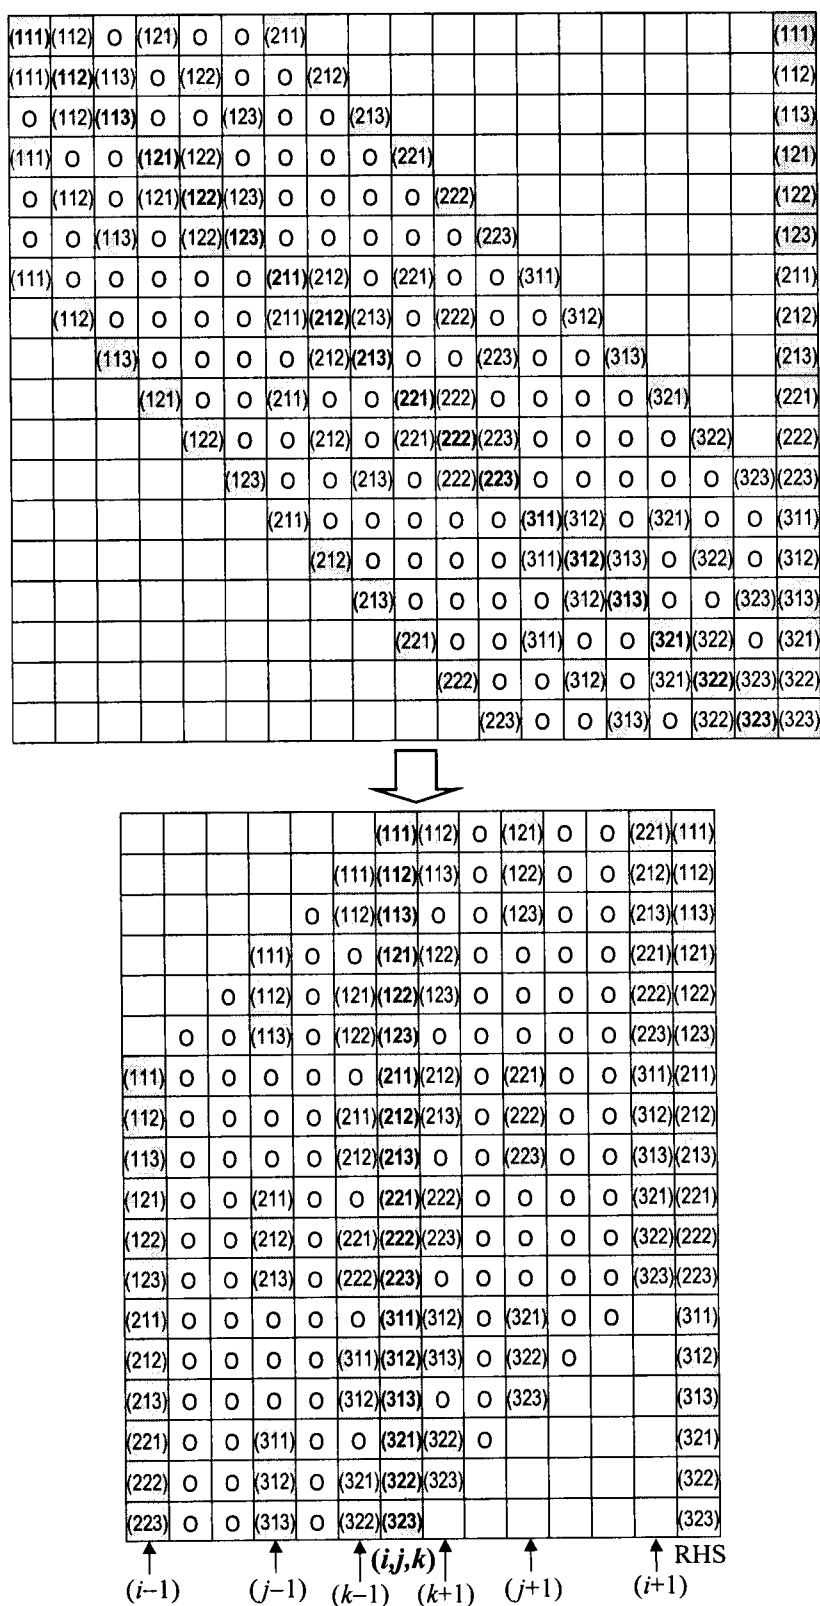 (111) (112) O (121) O O (211) (111)
(111) (112) (113) O (122) O O (212) (112)
O (112) (113) O O (123) O O (213) (113)
(111) O O (121) (122) O O O O (221) (121)
O (112) O (121) (122) (123) O O O O (222) (122)
O O (113) O (122) (123) O O O O O (223) (123)
(111) O O O O O (211) (212) O (221) O O (311) (211)
(112) O O O O (211) (212) (213) O (222) O O (312) (212)
(113) O O O O (212) (213) O O (223) O O (313) (213)
(121) O O (211) O O (221) (222) O O O O (321) (221)
(122) O O (212) O (221) (222) (223) O O O O (322) (222)
(123) O O (213) O (222) (223) O O O O O (323) (223)
(211) O O O O O (311) (312) O (321) O O (311)
(212) O O O O (311) (312) (313) O (322) O (312)
(213) O O O O (312) (313) O O (323) (313)
(221) O O (311) O O (321) (322) O (321)
(222) O O (312) O (321) (322) (323) (322)
(223) O O (313) O (322) (323) (323)
(111) (112) O (121) O O (221) (111)
(111) (112) (113) O (122) O O (212) (112)
O (112) (113) O O (123) O O (213) (113)
(111) O O (121) (122) O O O O (221) (121)
O (112) O (121) (122) (123) O O O O (222) (122)
O O (113) O (122) (123) O O O O O (223) (123)
(111) O O O O O (211) (212) O (221) O O (311) (211)
(112) O O O O (211) (212) (213) O (222) O O (312) (212)
(113) O O O O (212) (213) O O (223) O O (313) (213)
(121) O O (211) O O (221) (222) O O O O (321) (221)
(122) O O (212) O (221) (222) (223) O O O O (322) (222)
(123) O O (213) O (222) (223) O O O O O (323) (223)
(211) O O O O O (311) (312) O (321) O O (311)
(212) O O O O (311) (312) (313) O (322) O (312)
(213) O O O O (312) (313) O O (323) (313)
(221) O O (311) O O (321) (322) O (321)
(222) O O (312) O (321) (322) (323) (322)
(223) O O (313) O (322) (323) (323)
(i,j,k) RHS
(i−1) (j−1) (k−1) (k+1) (j+1) (i+1)